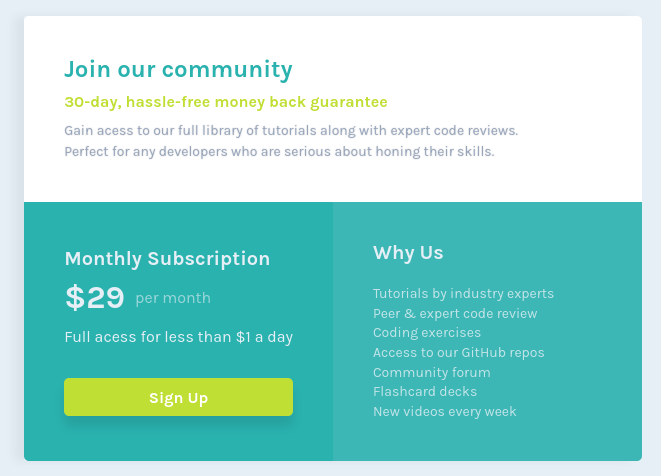 Join our community
30-day, hassle-free money back guarantee
Gain acess to our full library of tutorials along with expert code reviews.
Perfect for any developers who are serious about honing their skills.
Monthly Subscription
$29 per month
Full acess for less than $1 a day
Sign Up
Why Us
Tutorials by industry experts
Peer & expert code review
Coding exercises
Access to our GitHub repos
Community forum
Flashcard decks
New videos every week